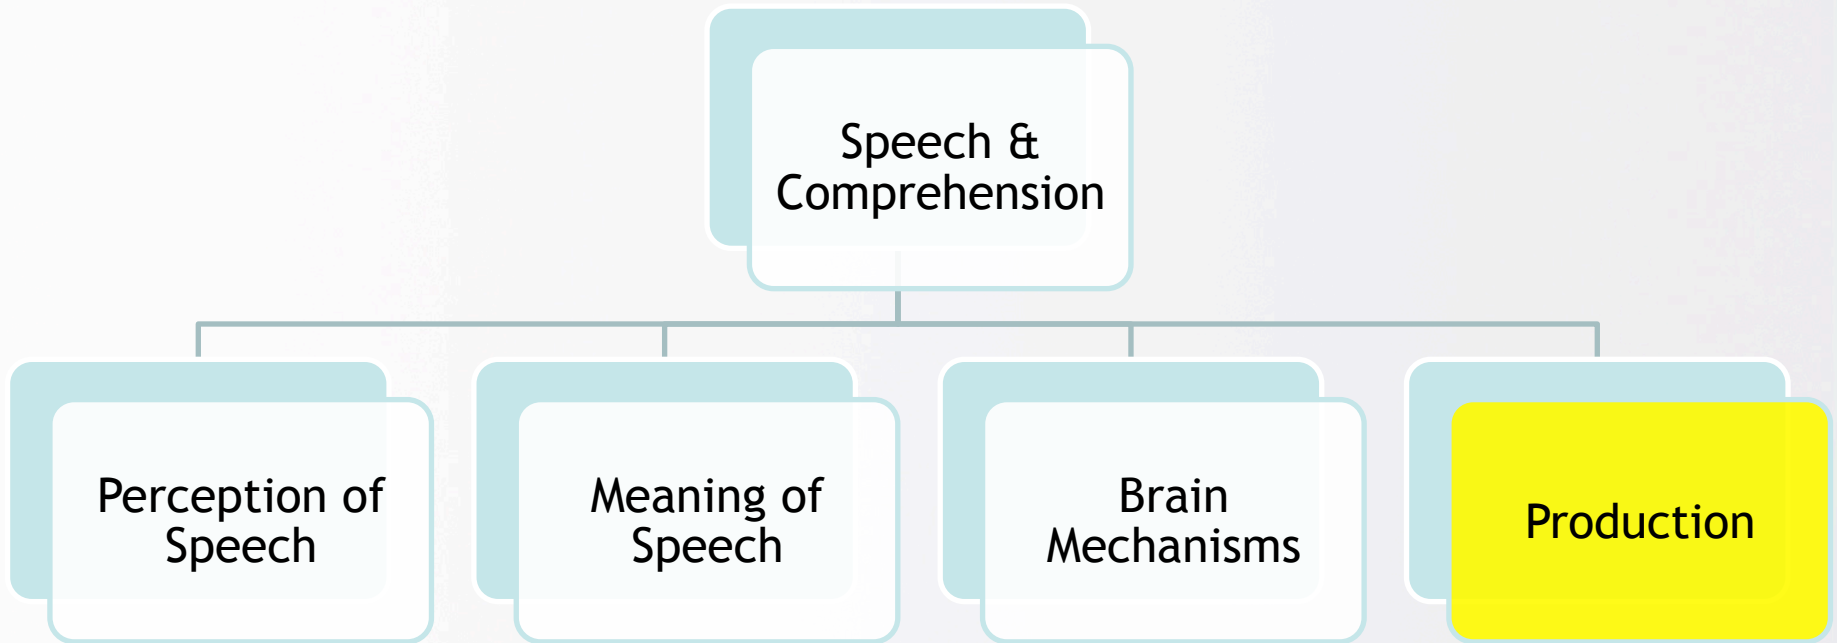 Speech &
Comprehension
Perception of
Speech
Meaning of
Speech
Brain
Mechanisms
Production